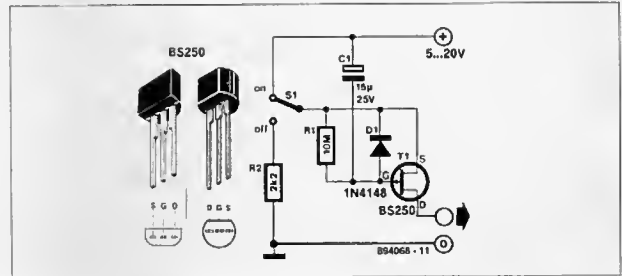 BS250
S G D
D G S
on
S1
off
R2
2k2
C1
15µ
25V
R1
10M
D1
1N4148
G
T1
S
D
BS250
+
5...20V
0
894068 - 11